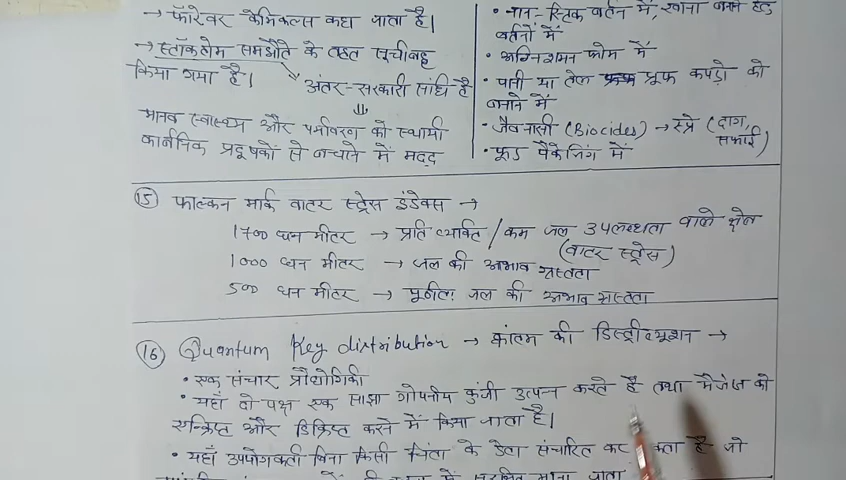 → फॉरेवर केमिकल्स कहा जाता है।
→ स्टॉकहोम समझौते के तहत सूचीबद्ध
किया गया है।
अंतर-सरकारी संधि है
मानव स्वास्थ्य और पर्यावरण को स्थायी
कार्बनिक प्रदूषकों से बचाने में मदद
• नान-स्टिक बर्तन में, खाना बनाने
बर्तनों में
• अग्निशमन फोम में
• पानी या तेल प्रूफ कपड़ो को
बनाने में
• जैवनाशी (Biocides) → स्प्रे (दाग, सफाई)
• फूड पैकेजिंग में
15 फाल्कन मार्क वाटर स्ट्रेस इंडेक्स →
1700 घन मीटर → प्रति व्यक्ति / कम जल उपलब्धता वाले क्षेत्र
(वाटर स्ट्रेस)
1000 घन मीटर → जल की अभाव ग्रस्तता
500 घन मीटर → पूर्णतः जल की अभाव ग्रस्तता
16 Quantum Key distribution → क्वांटम की डिस्ट्रीब्यूशन →
• एक संचार प्रौद्योगिकी
• यहाँ दो पक्ष एक साझा गोपनीय कुंजी उत्पन्न करते हैं तथा मैसेज को
एन्क्रिप्ट और डिक्रिप्ट करने में किया जाता है।
• यहाँ उपयोगकर्ता बिना किसी चिंता के डेटा संचारित कर है जो